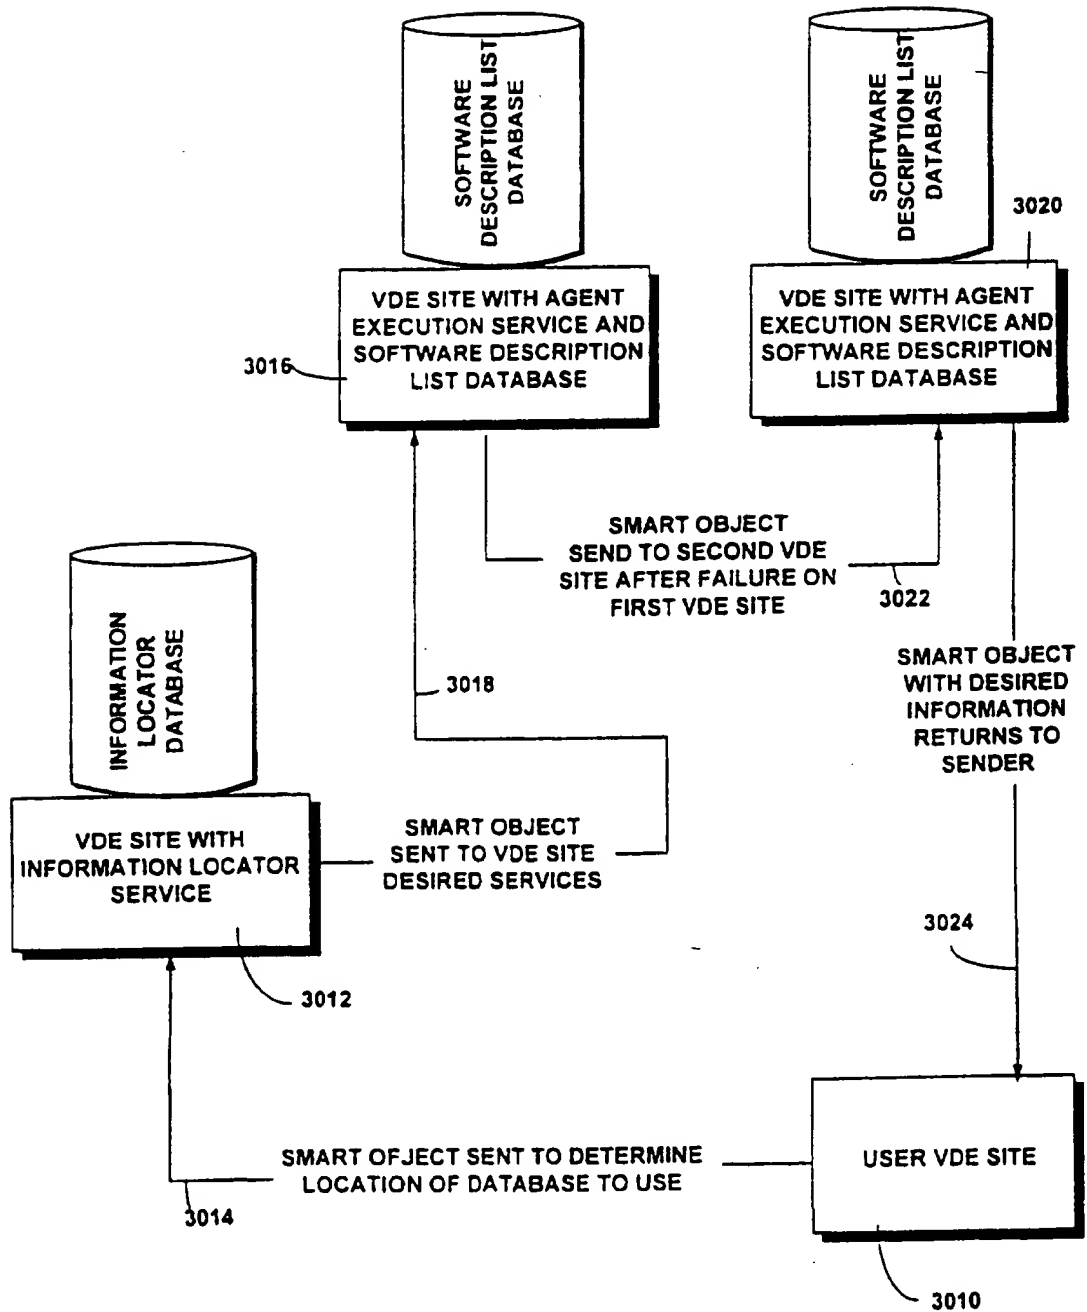 SOFTWARE
DESCRIPTION LIST
DATABASE
SOFTWARE
DESCRIPTION LIST
DATABASE
3020
VDE SITE WITH AGENT
EXECUTION SERVICE AND
SOFTWARE DESCRIPTION
LIST DATABASE
VDE SITE WITH AGENT
EXECUTION SERVICE AND
SOFTWARE DESCRIPTION
LIST DATABASE
3016
SMART OBJECT
SEND TO SECOND VDE
SITE AFTER FAILURE ON
FIRST VDE SITE
3022
INFORMATION
LOCATOR
DATABASE
3018
SMART OBJECT
WITH DESIRED
INFORMATION
RETURNS TO
SENDER
VDE SITE WITH
INFORMATION LOCATOR
SERVICE
SMART OBJECT
SENT TO VDE SITE
DESIRED SERVICES
3024
3012
SMART OFJECT SENT TO DETERMINE
LOCATION OF DATABASE TO USE
USER VDE SITE
3014
3010